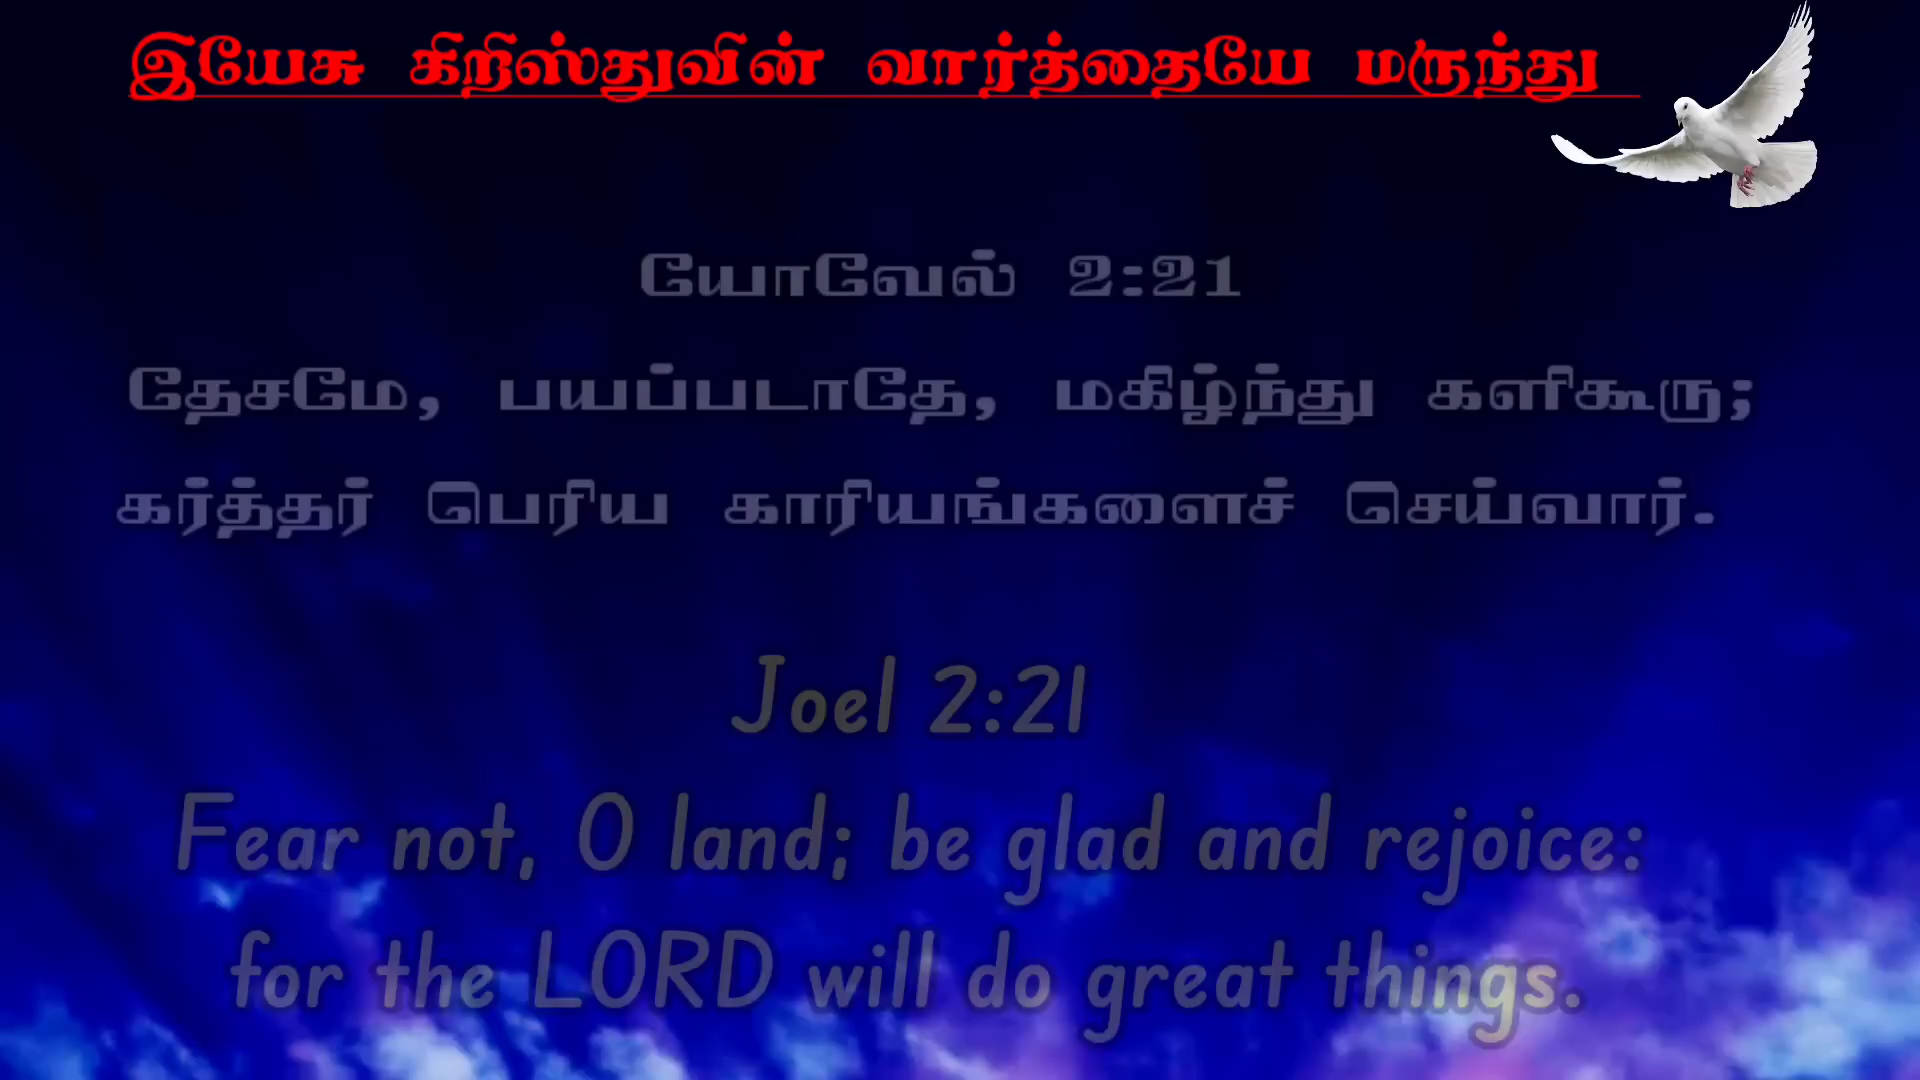 இயேசு கிறிஸ்துவின் வார்த்தையே மருந்து
யோவேல் 2:21
தேசமே, பயப்படாதே, மகிழ்ந்து களிகூரு;
கர்த்தர் பெரிய காரியங்களைச் செய்வார்.
Joel 2:21
Fear not, O land; be glad and rejoice:
for the LORD will do great things.